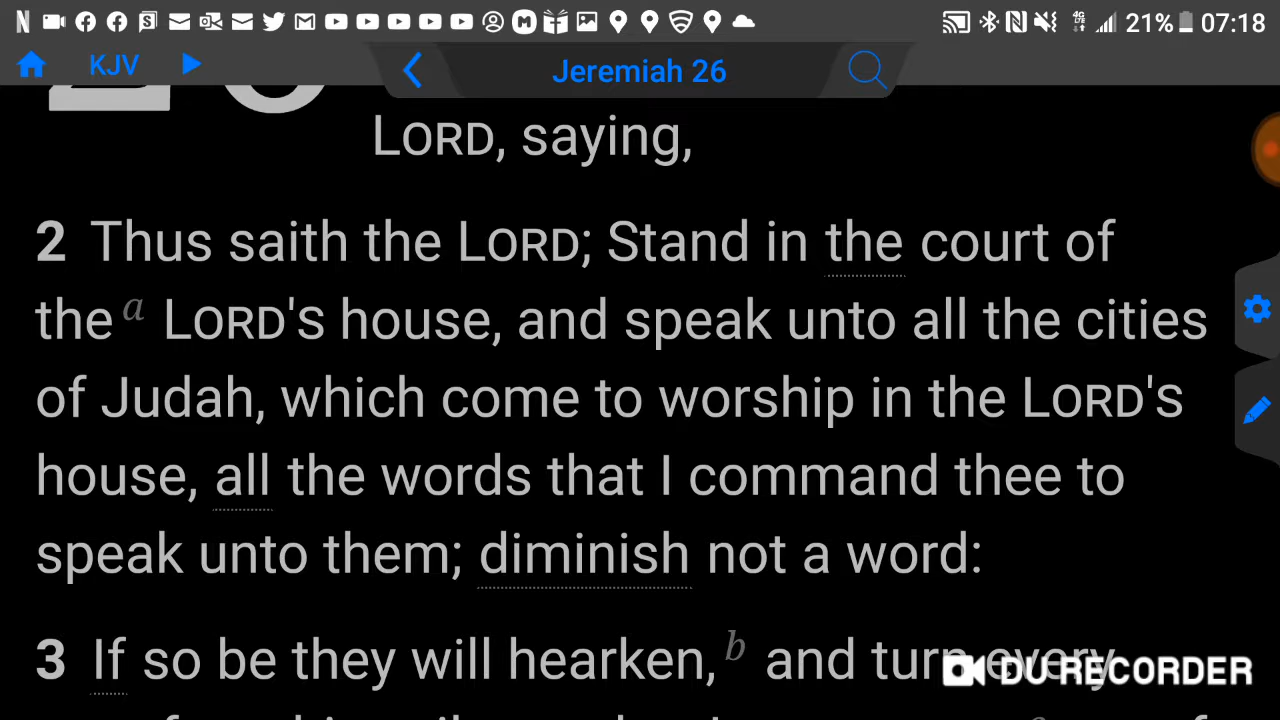 21% 07:18
KJV Jeremiah 26
LORD, saying,
2 Thus saith the LORD; Stand in the court of
the a LORD'S house, and speak unto all the cities
of Judah, which come to worship in the LORD'S
house, all the words that I command thee to
speak unto them; diminish not a word:
3 If so be they will hearken, b and turn every
DU RECORDER